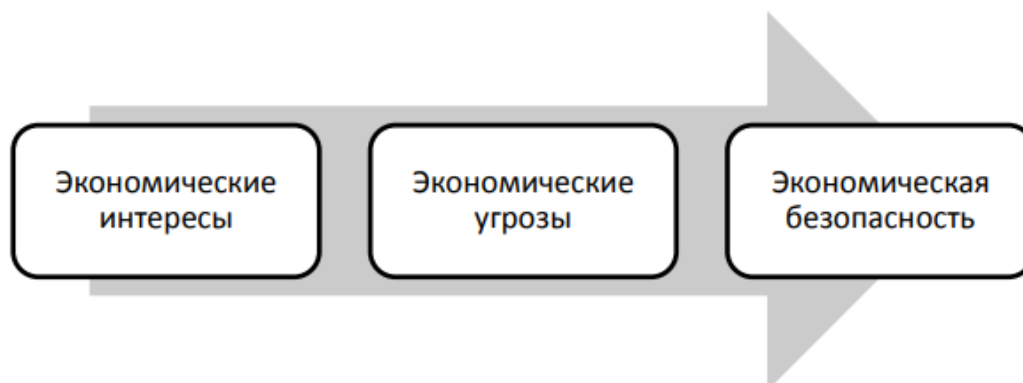 Экономические
интересы
Экономические
угрозы
Экономическая
безопасность